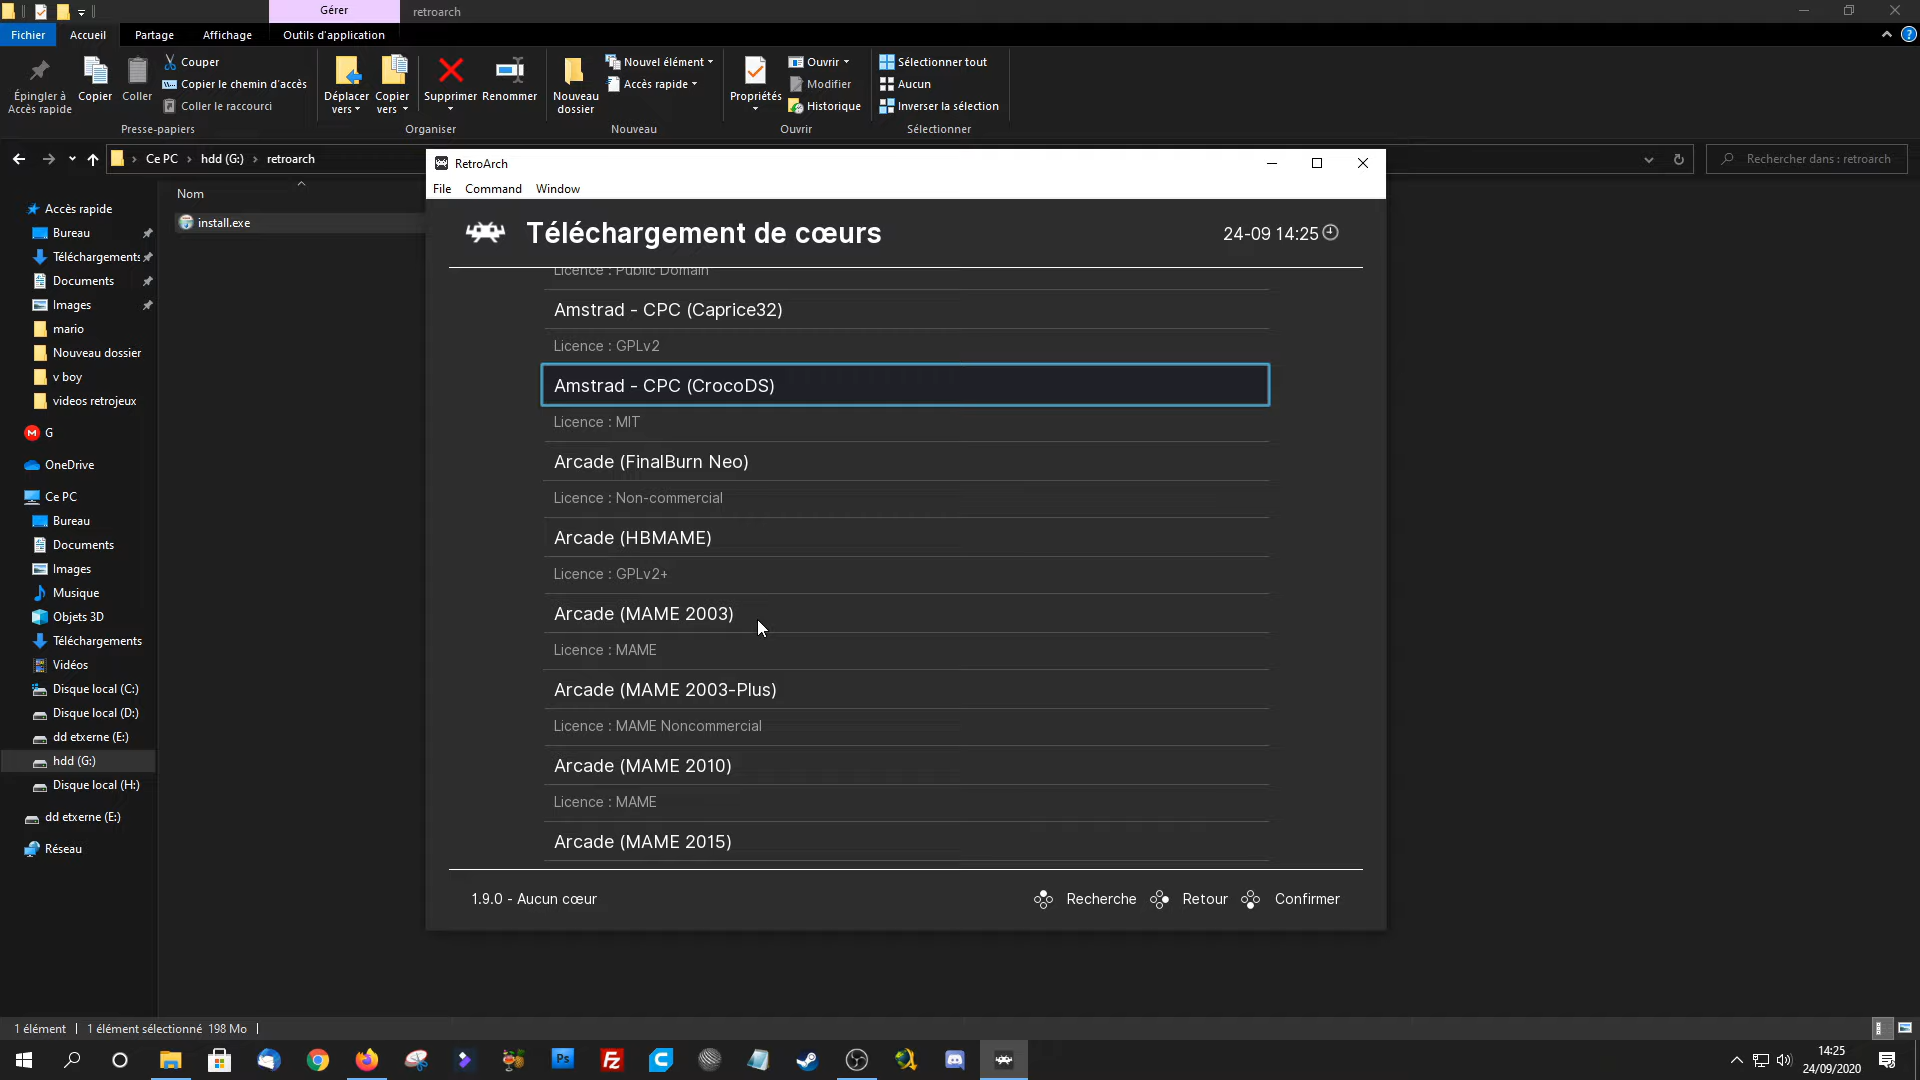 Gérer
retroarch
Fichier
Accueil
Partage
Affichage
Outils d'application
Épingler à
Accès rapide
Copier
Coller
Couper
Copier le chemin d'accès
Coller le raccourci
Presse-papiers
Déplacer
vers
Copier
vers
Supprimer
Renommer
Organiser
Nouveau
dossier
Nouvel élément
Accès rapide
Nouveau
Propriétés
Ouvrir
Modifier
Historique
Ouvrir
Sélectionner tout
Aucun
Inverser la sélection
Sélectionner
Ce PC
hdd (G:)
retroarch
Rechercher dans : retroarch
Nom
install.exe
Accès rapide
Bureau
Téléchargements
Documents
Images
mario
Nouveau dossier
v boy
videos retrojeux
G
OneDrive
Ce PC
Bureau
Documents
Images
Musique
Objets 3D
Téléchargements
Vidéos
Disque local (C:)
Disque local (D:)
dd etxerne (E:)
hdd (G:)
Disque local (H:)
dd etxerne (E:)
Réseau
RetroArch
File
Command
Window
Téléchargement de cœurs
24-09 14:25
Licence : Public Domain
Amstrad - CPC (Caprice32)
Licence : GPLv2
Amstrad - CPC (CrocoDS)
Licence : MIT
Arcade (FinalBurn Neo)
Licence : Non-commercial
Arcade (HBMAME)
Licence : GPLv2+
Arcade (MAME 2003)
Licence : MAME
Arcade (MAME 2003-Plus)
Licence : MAME Noncommercial
Arcade (MAME 2010)
Licence : MAME
Arcade (MAME 2015)
1.9.0 - Aucun cœur
Recherche
Retour
Confirmer
1 élément
1 élément sélectionné 198 Mo
Ps
14:25
24/09/2020